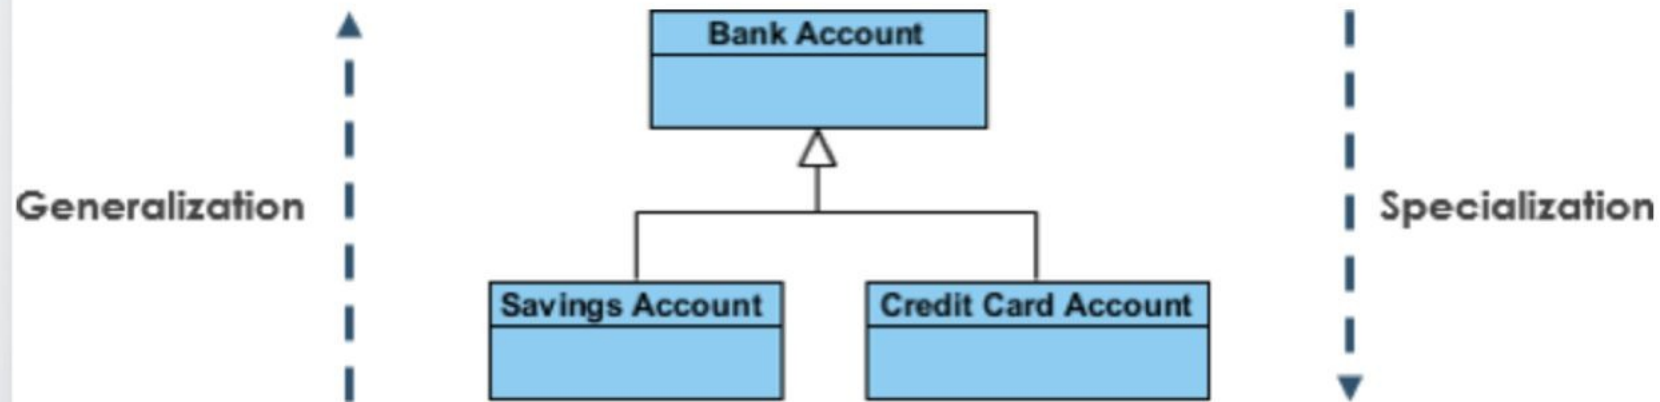 Bank Account
Generalization
Specialization
Savings Account
Credit Card Account